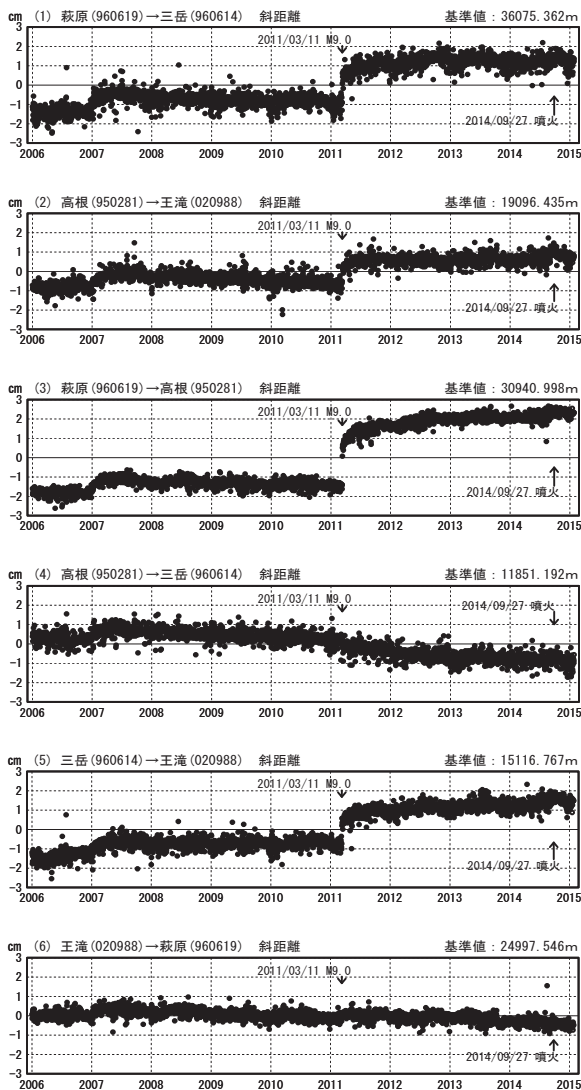 cm (1) 萩原(960619)→三岳(960614) 斜距離 基準値：36075.362m
3
2011/03/11 M9.0
2
1
0
-1
-2
2014/09/27 噴火
-3
2006 2007 2008 2009 2010 2011 2012 2013 2014 2015
cm (2) 高根(950281)→王滝(020988) 斜距離 基準値：19096.435m
3
2011/03/11 M9.0
2
1
0
-1
-2
2014/09/27 噴火
-3
2006 2007 2008 2009 2010 2011 2012 2013 2014 2015
cm (3) 萩原(960619)→高根(950281) 斜距離 基準値：30940.998m
3
2011/03/11 M9.0
2
1
0
-1
-2
2014/09/27 噴火
-3
2006 2007 2008 2009 2010 2011 2012 2013 2014 2015
cm (4) 高根(950281)→三岳(960614) 斜距離 基準値：11851.192m
3
2011/03/11 M9.0
2014/09/27 噴火
2
1
0
-1
-2
-3
2006 2007 2008 2009 2010 2011 2012 2013 2014 2015
cm (5) 三岳(960614)→王滝(020988) 斜距離 基準値：15116.767m
3
2011/03/11 M9.0
2
1
0
-1
-2
2014/09/27 噴火
-3
2006 2007 2008 2009 2010 2011 2012 2013 2014 2015
cm (6) 王滝(020988)→萩原(960619) 斜距離 基準値：24997.546m
3
2011/03/11 M9.0
2
1
0
-1
-2
2014/09/27 噴火
-3
2006 2007 2008 2009 2010 2011 2012 2013 2014 2015